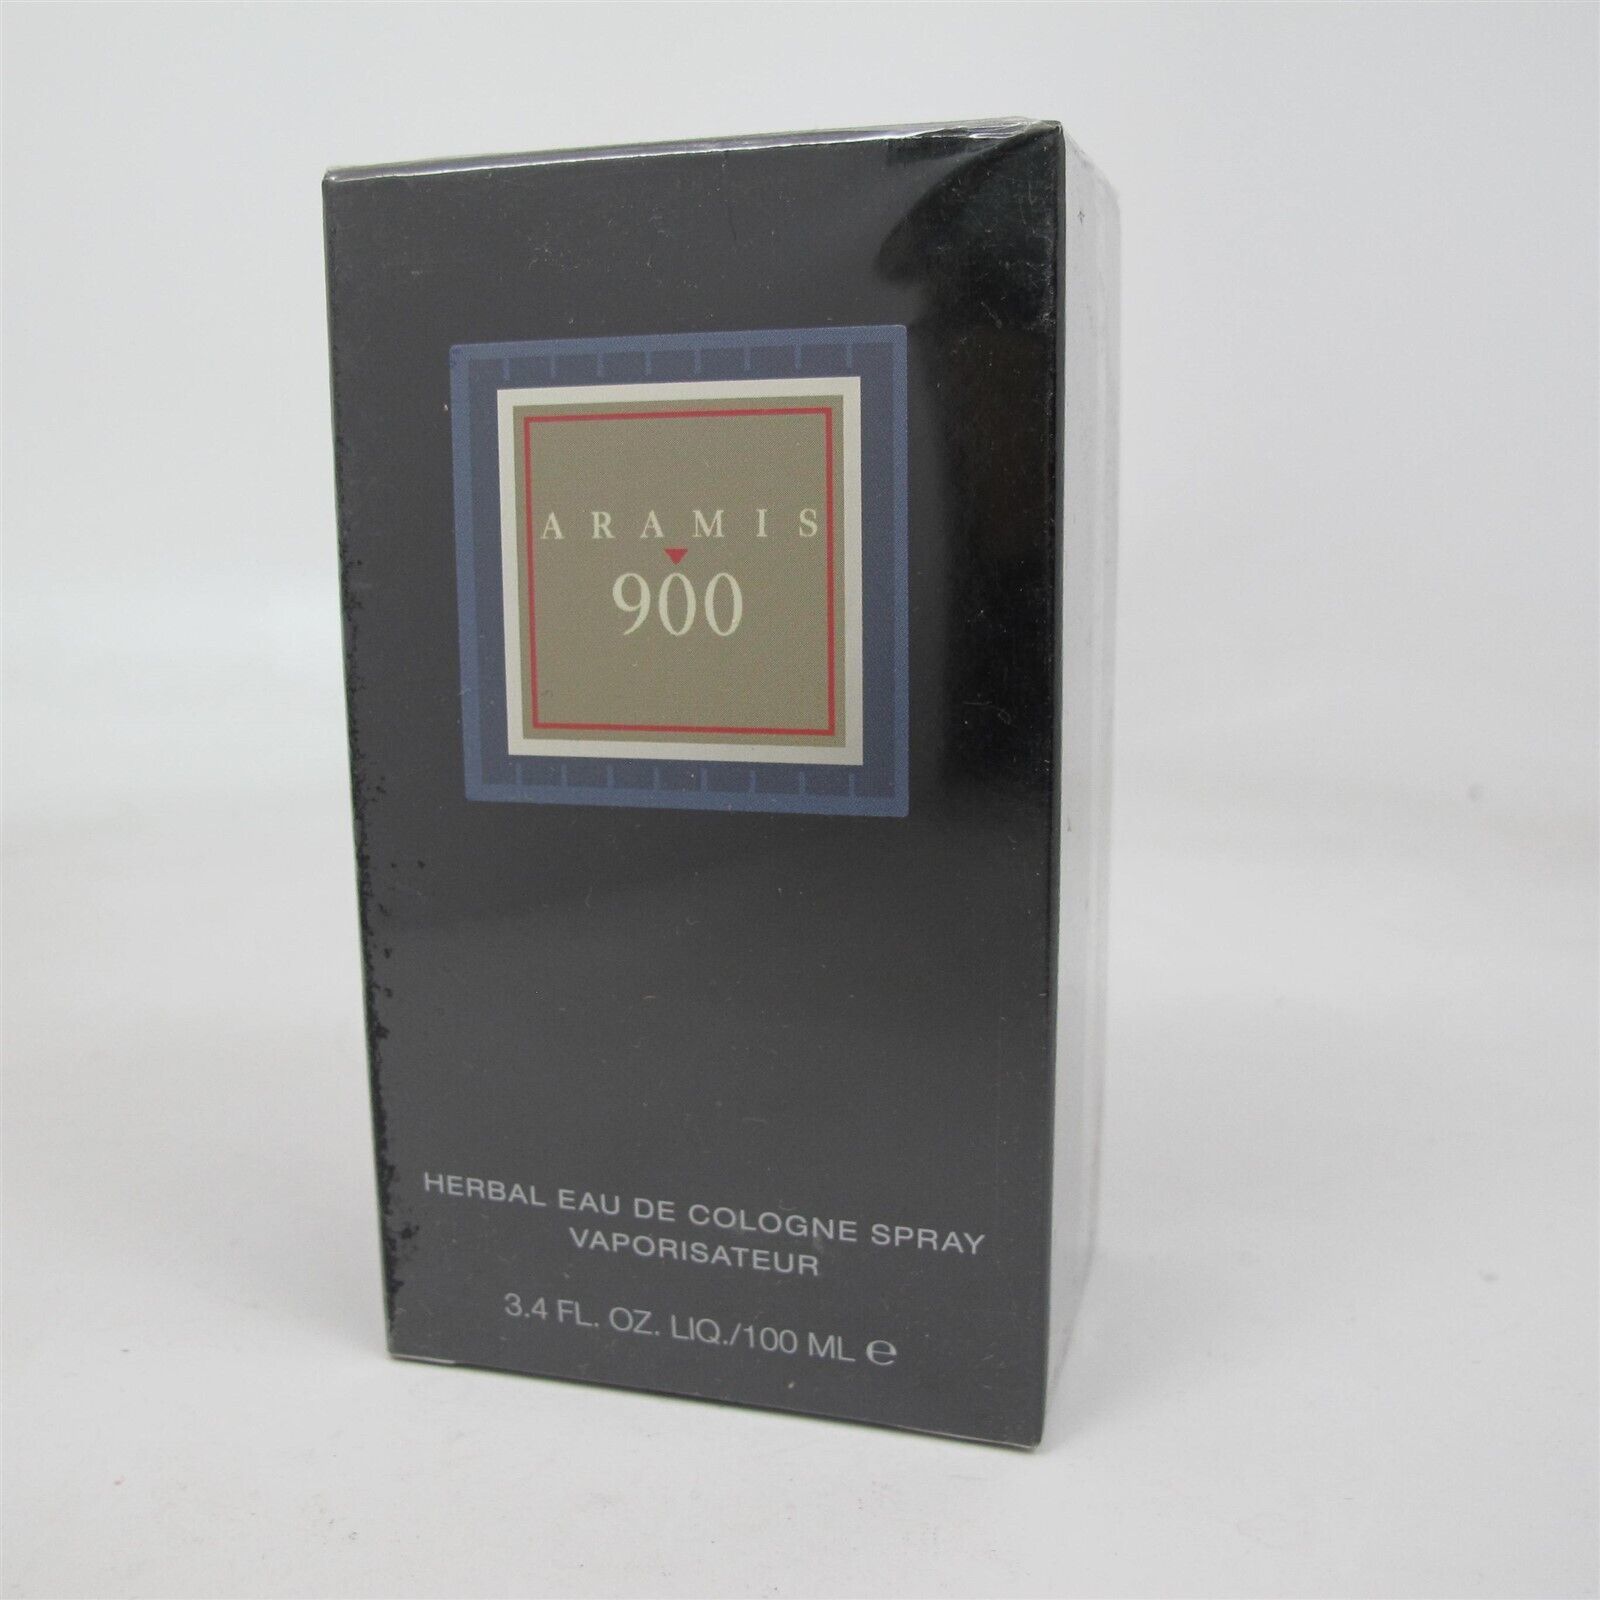 ARAMIS
900
HERBAL EAU DE COLOGNE SPRAY
VAPORISATEUR
3.4 FL. OZ. LIQ./100 ML ℮